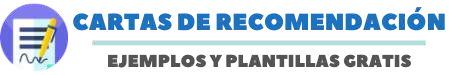 CARTAS DE RECOMENDACIÓN
EJEMPLOS Y PLANTILLAS GRATIS